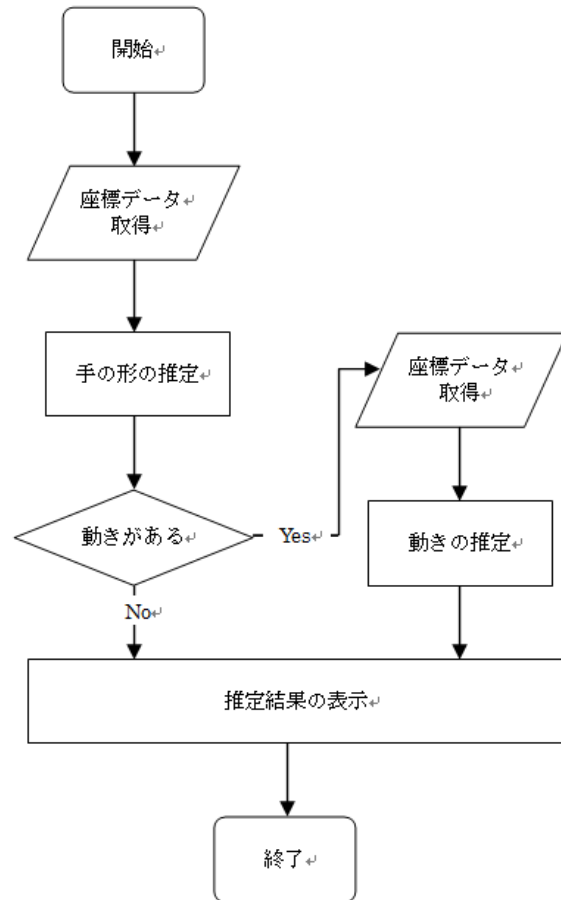 開始
座標データ
取得
手の形の推定
動きがある
Yes
No
座標データ
取得
動きの推定
推定結果の表示
終了